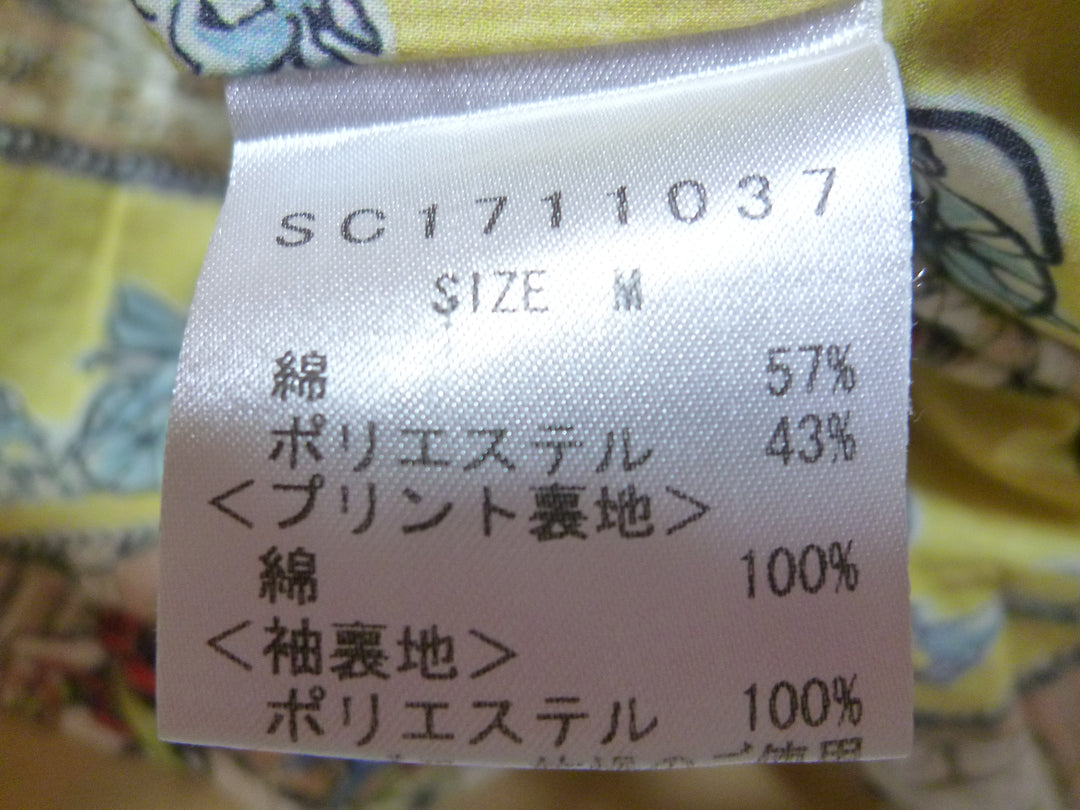 SC1711037
SIZE M
綿 57%
ポリエステル 43%
<プリント裏地>
綿 100%
<袖裏地>
ポリエステル 100%